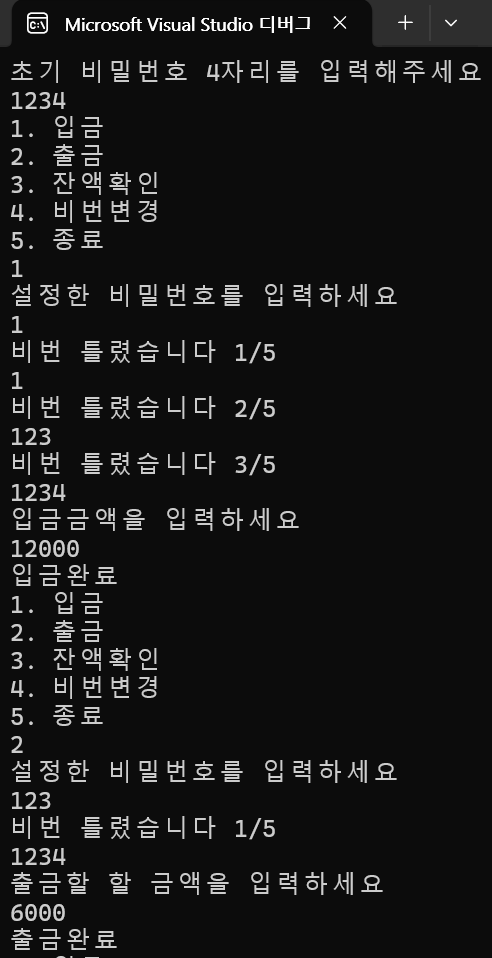 Microsoft Visual Studio 디버그
초기 비밀번호 4자리를 입력해주세요
1234
1. 입금
2. 출금
3. 잔액확인
4. 비번변경
5. 종료
1
설정한 비밀번호를 입력하세요
1
비번 틀렸습니다 1/5
1
비번 틀렸습니다 2/5
123
비번 틀렸습니다 3/5
1234
입금금액을 입력하세요
12000
입금완료
1. 입금
2. 출금
3. 잔액확인
4. 비번변경
5. 종료
2
설정한 비밀번호를 입력하세요
123
비번 틀렸습니다 1/5
1234
출금할 할 금액을 입력하세요
6000
출금완료